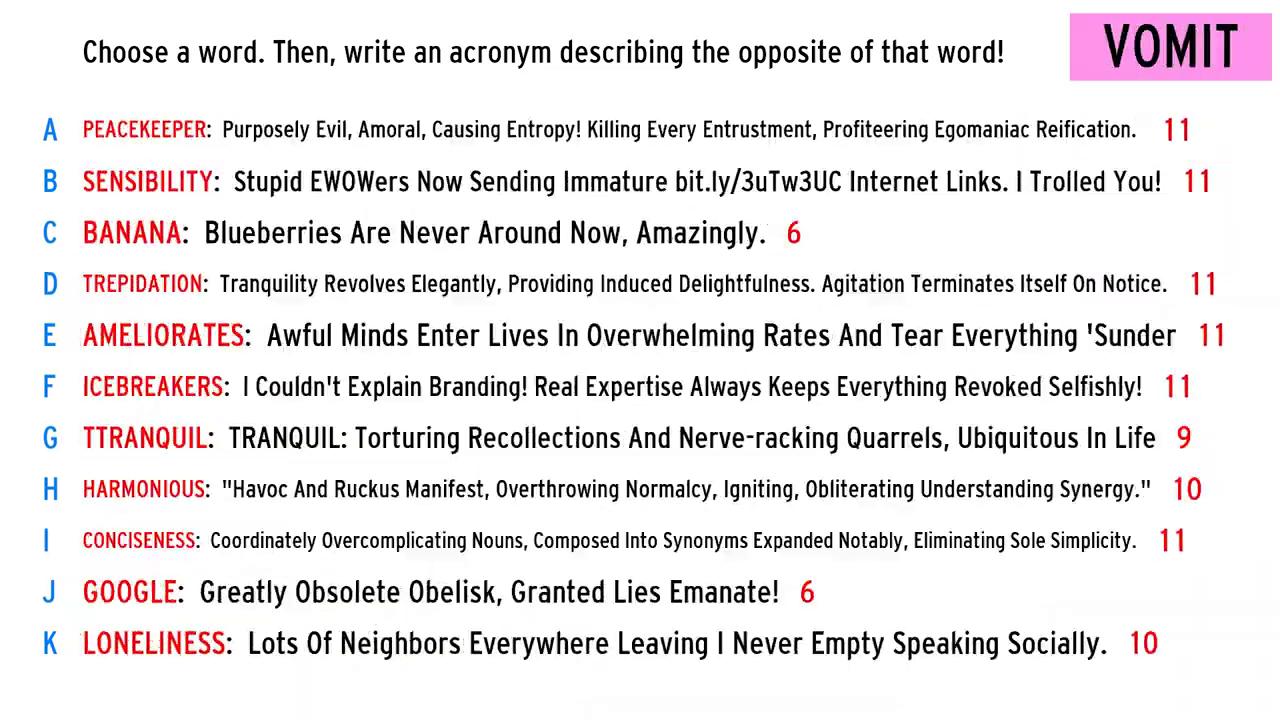 Choose a word. Then, write an acronym describing the opposite of that word!
VOMIT
A PEACEKEEPER: Purposely Evil, Amoral, Causing Entropy! Killing Every Entrustment, Profiteering Egomaniac Reification. 11
B SENSIBILITY: Stupid EWOWers Now Sending Immature bit.ly/3uTw3UC Internet Links. I Trolled You! 11
C BANANA: Blueberries Are Never Around Now, Amazingly. 6
D TREPIDATION: Tranquility Revolves Elegantly, Providing Induced Delightfulness. Agitation Terminates Itself On Notice. 11
E AMELIORATES: Awful Minds Enter Lives In Overwhelming Rates And Tear Everything 'Sunder 11
F ICEBREAKERS: I Couldn't Explain Branding! Real Expertise Always Keeps Everything Revoked Selfishly! 11
G TTRANQUIL: TRANQUIL: Torturing Recollections And Nerve-racking Quarrels, Ubiquitous In Life 9
H HARMONIOUS: "Havoc And Ruckus Manifest, Overthrowing Normalcy, Igniting, Obliterating Understanding Synergy." 10
I CONCISENESS: Coordinately Overcomplicating Nouns, Composed Into Synonyms Expanded Notably, Eliminating Sole Simplicity. 11
J GOOGLE: Greatly Obsolete Obelisk, Granted Lies Emanate! 6
K LONELINESS: Lots Of Neighbors Everywhere Leaving I Never Empty Speaking Socially. 10